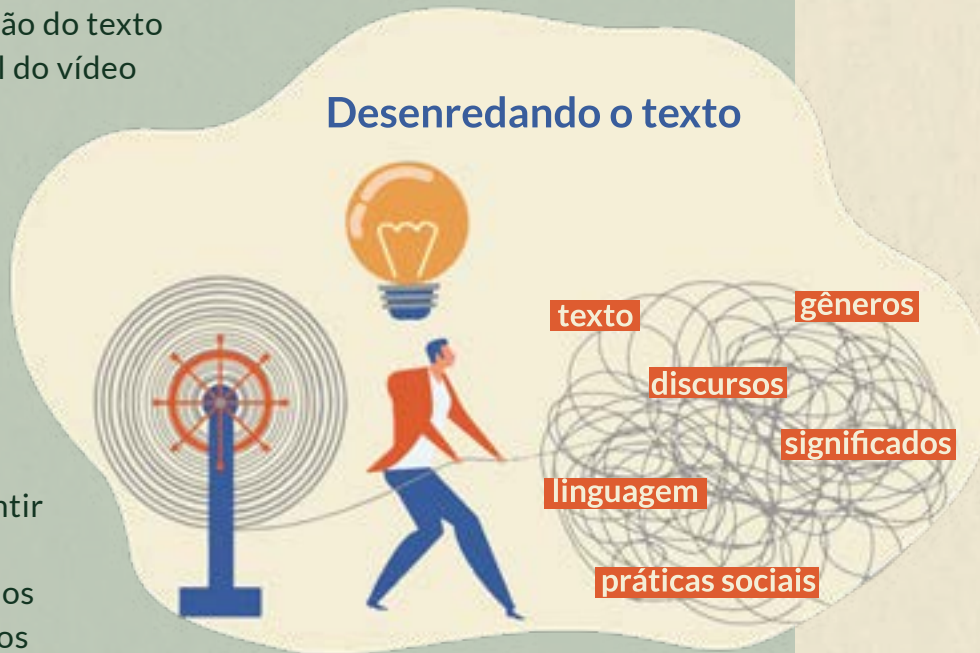 ão do texto
do vídeo
Desenredando o texto
texto
gêneros
discursos
significados
linguagem
práticas sociais
ntir
os
os